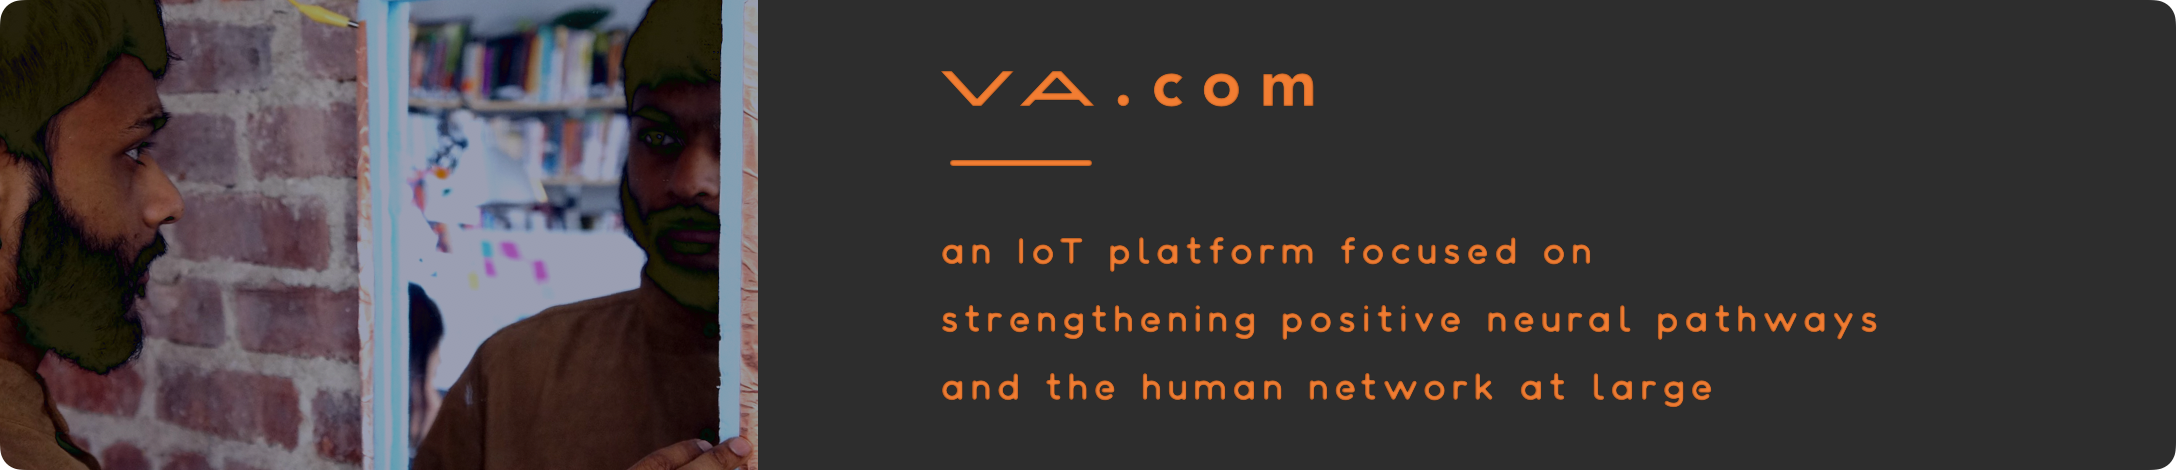 VA.com
an IoT platform focused on
strengthening positive neural pathways
and the human network at large